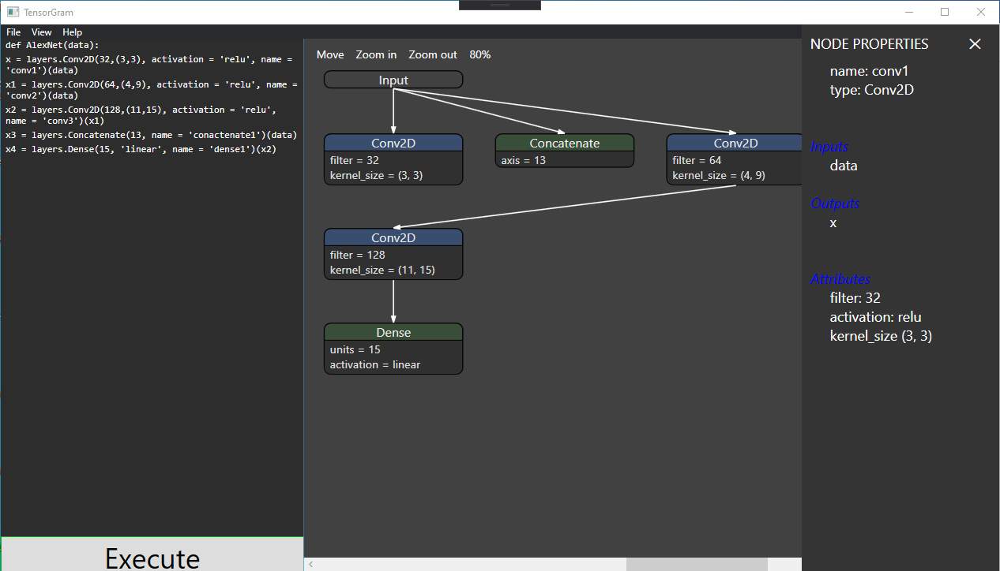 TensorGram
File View Help
def AlexNet(data):
x = layers.Conv2D(32,(3,3), activation = 'relu', name =
'conv1')(data)
x1 = layers.Conv2D(64,(4,9), activation = 'relu', name =
'conv2')(data)
x2 = layers.Conv2D(128,(11,15), activation = 'relu',
name = 'conv3')(x1)
x3 = layers.Concatenate(13, name = 'conactenate1')(data)
x4 = layers.Dense(15, 'linear', name = 'dense1')(x2)
Execute
Move Zoom in Zoom out 80%
Input
Conv2D
filter = 32
kernel_size = (3, 3)
Concatenate
axis = 13
Conv2D
filter = 64
kernel_size = (4, 9)
Conv2D
filter = 128
kernel_size = (11, 15)
Dense
units = 15
activation = linear
NODE PROPERTIES
name: conv1
type: Conv2D
Inputs
data
Outputs
x
Attributes
filter: 32
activation: relu
kernel_size (3, 3)